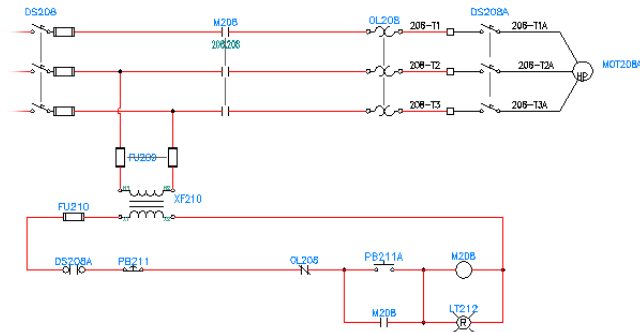 DS208
M208
OL208
DS208A
208-T1
208-T1A
208-T2
208-T2A
MOT208A
HP
208-T3
208-T3A
FU209
H1
XF210
FU210
DS208A
PB211
OL208
PB211A
M208
M208
LT212
R